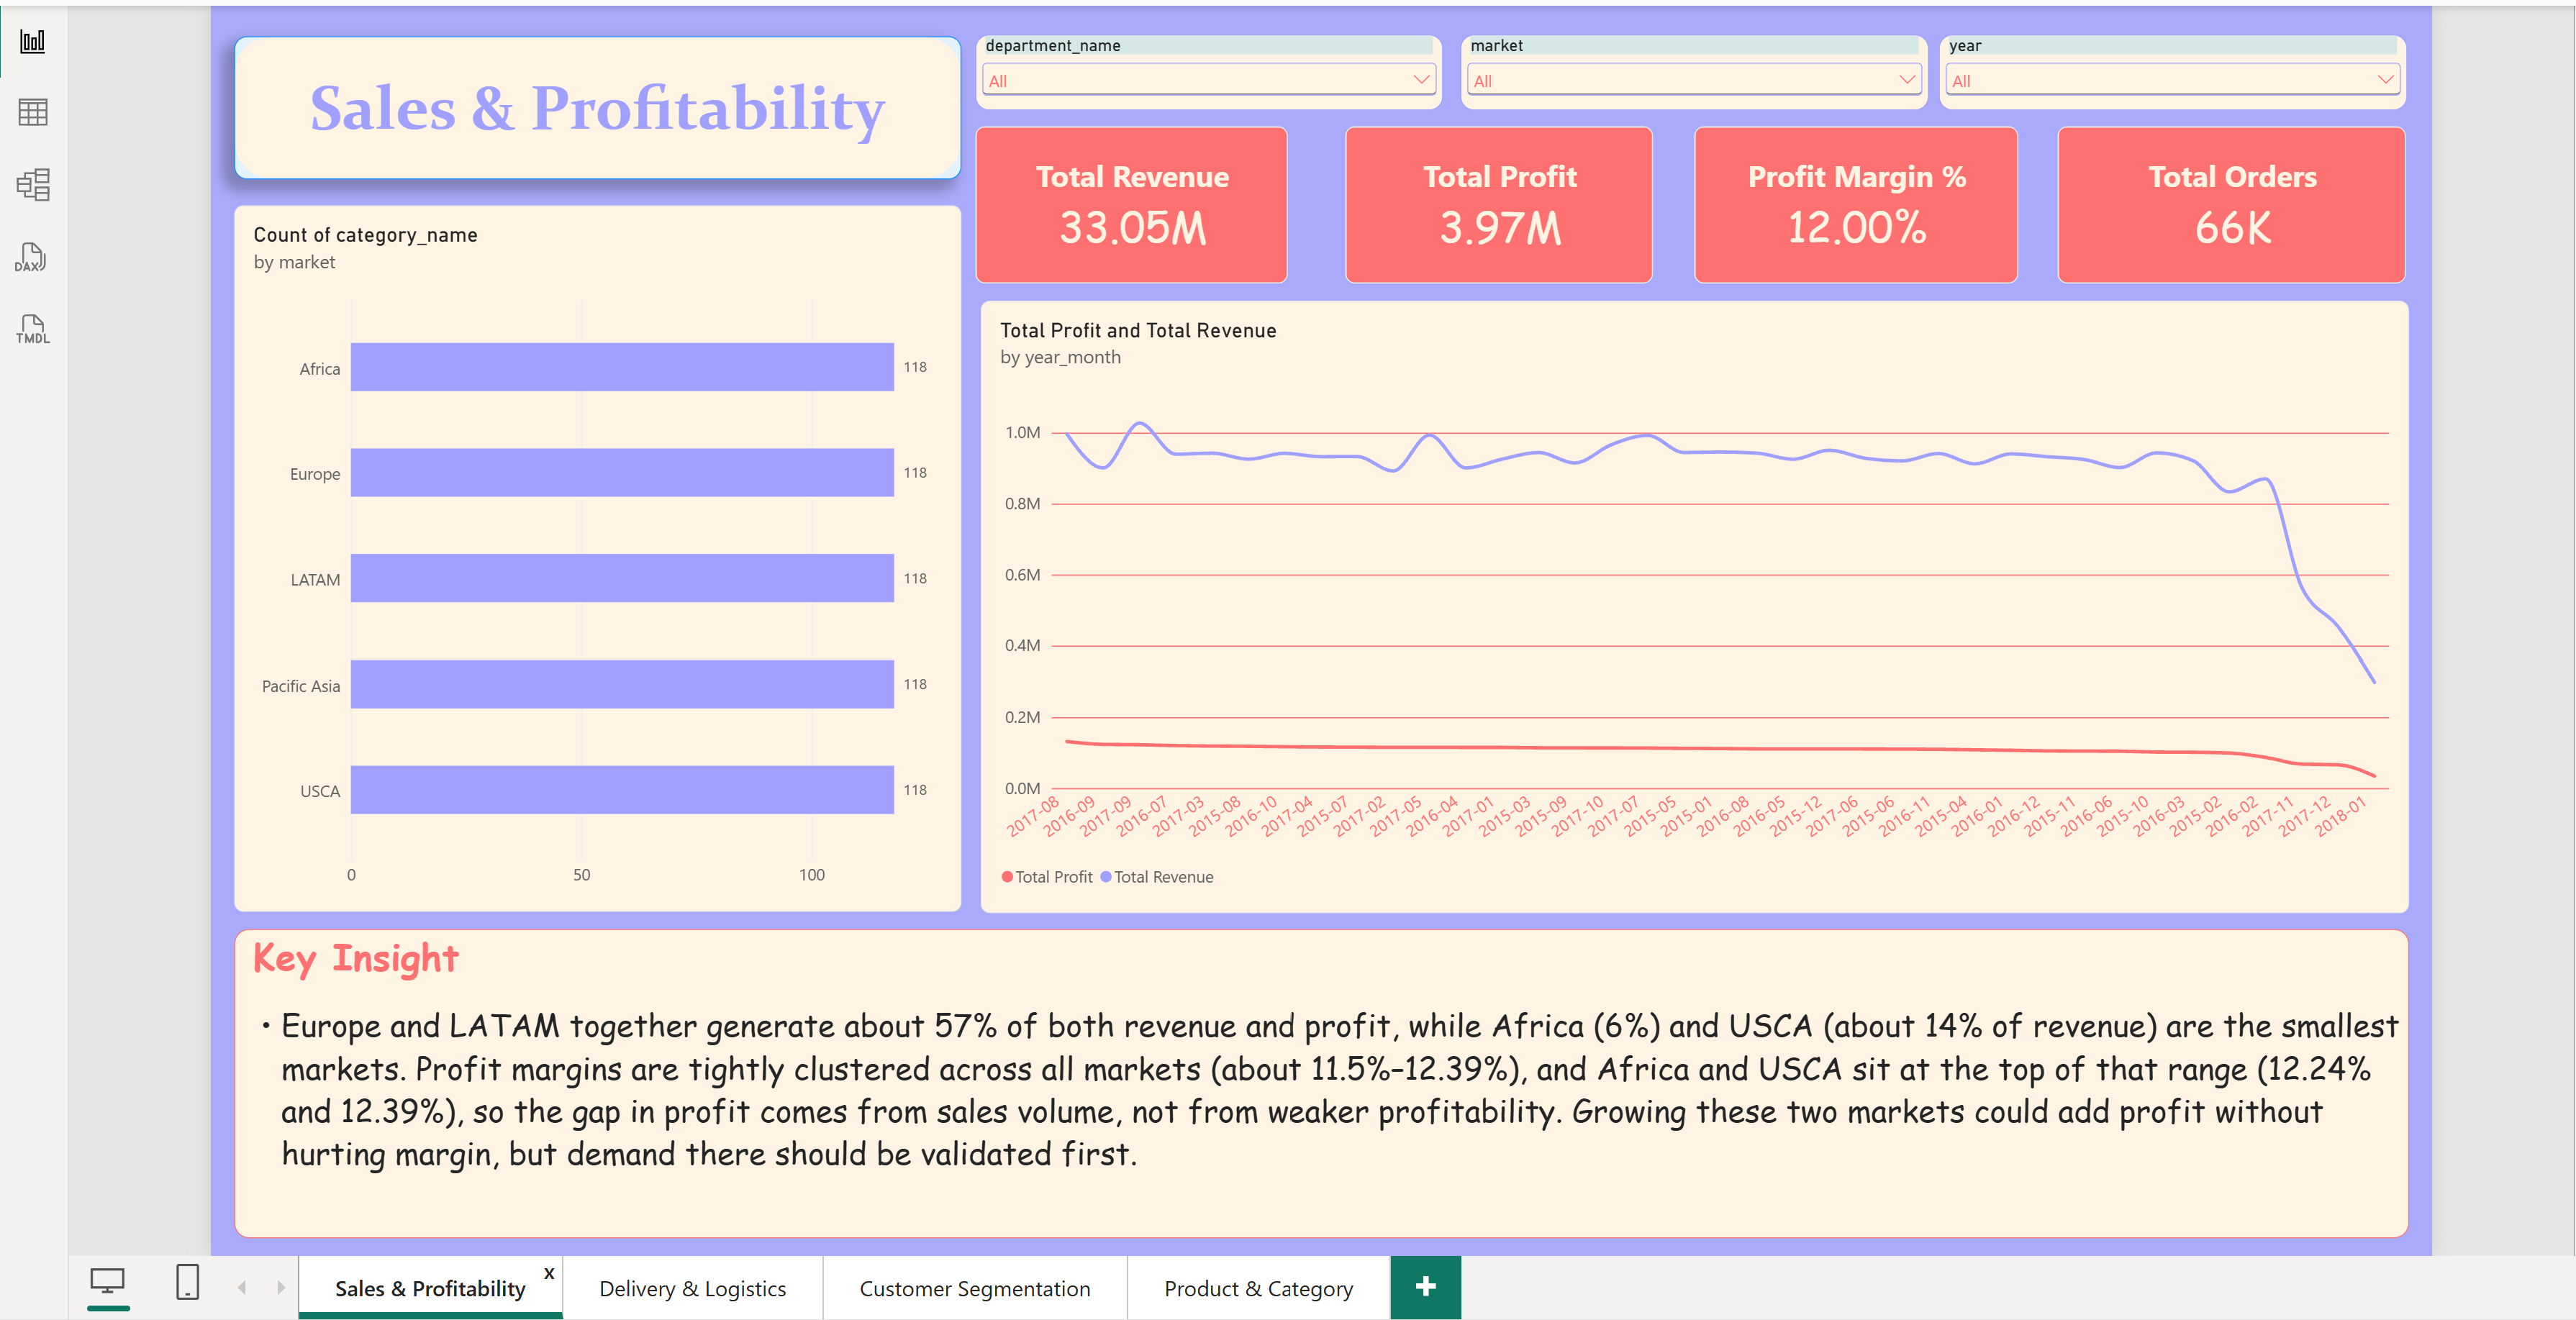 DAX
TMDL
Sales & Profitability
department_name
All
market
All
year
All
Total Revenue
33.05M
Total Profit
3.97M
Profit Margin %
12.00%
Total Orders
66K
Count of category_name
by market
Africa
118
Europe
118
LATAM
118
Pacific Asia
118
USCA
118
0
50
100
Total Profit and Total Revenue
by year_month
1.0M
0.8M
0.6M
0.4M
0.2M
0.0M
2017-08
2016-09
2017-09
2016-07
2017-03
2015-08
2016-10
2017-04
2015-07
2017-02
2017-05
2016-04
2017-01
2015-03
2015-09
2017-10
2017-07
2015-05
2015-01
2016-08
2016-05
2015-12
2017-06
2015-06
2016-11
2015-04
2016-01
2016-12
2015-11
2016-06
2015-10
2016-03
2015-02
2016-02
2017-11
2017-12
2018-01
Total Profit
Total Revenue
Key Insight
• Europe and LATAM together generate about 57% of both revenue and profit, while Africa (6%) and USCA (about 14% of revenue) are the smallest
markets. Profit margins are tightly clustered across all markets (about 11.5%–12.39%), and Africa and USCA sit at the top of that range (12.24%
and 12.39%), so the gap in profit comes from sales volume, not from weaker profitability. Growing these two markets could add profit without
hurting margin, but demand there should be validated first.
Sales & Profitability
x
Delivery & Logistics
Customer Segmentation
Product & Category
+